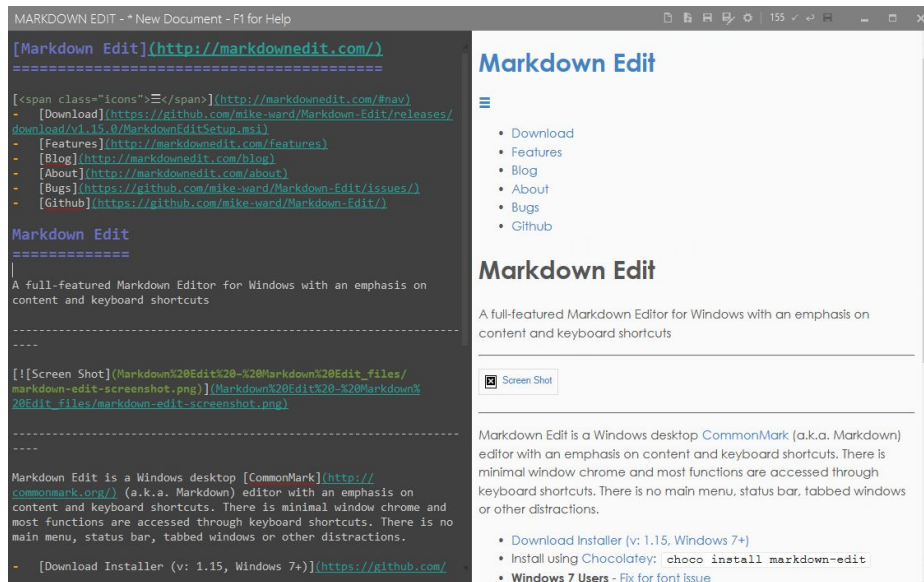 MARKDOWN EDIT - * New Document - F1 for Help
155
[Markdown Edit](http://markdownedit.com/)
=========================================
[<span class="icons">☰</span>](http://markdownedit.com/#nav)
-   [Download](https://github.com/mike-ward/Markdown-Edit/releases/
download/v1.15.0/MarkdownEditSetup.msi)
-   [Features](http://markdownedit.com/features)
-   [Blog](http://markdownedit.com/blog)
-   [About](http://markdownedit.com/about)
-   [Bugs](https://github.com/mike-ward/Markdown-Edit/issues/)
-   [Github](https://github.com/mike-ward/Markdown-Edit/)
Markdown Edit
=============
A full-featured Markdown Editor for Windows with an emphasis on
content and keyboard shortcuts
--------------------------------------------------------------------
----
[![Screen Shot](Markdown%20Edit%20-%20Markdown%20Edit_files/
markdown-edit-screenshot.png)](Markdown%20Edit%20-%20Markdown%
20Edit_files/markdown-edit-screenshot.png)
--------------------------------------------------------------------
----
Markdown Edit is a Windows desktop [CommonMark](http://
commonmark.org/) (a.k.a. Markdown) editor with an emphasis on
content and keyboard shortcuts. There is minimal window chrome and
most functions are accessed through keyboard shortcuts. There is no
main menu, status bar, tabbed windows or other distractions.
-   [Download Installer (v: 1.15, Windows 7+)](https://github.com/
Markdown Edit
☰
• Download
• Features
• Blog
• About
• Bugs
• Github
Markdown Edit
A full-featured Markdown Editor for Windows with an emphasis on
content and keyboard shortcuts
Screen Shot
Markdown Edit is a Windows desktop CommonMark (a.k.a. Markdown)
editor with an emphasis on content and keyboard shortcuts. There is
minimal window chrome and most functions are accessed through
keyboard shortcuts. There is no main menu, status bar, tabbed windows
or other distractions.
• Download Installer (v: 1.15, Windows 7+)
• Install using Chocolatey: choco install markdown-edit
• Windows 7 Users - Fix for font issue